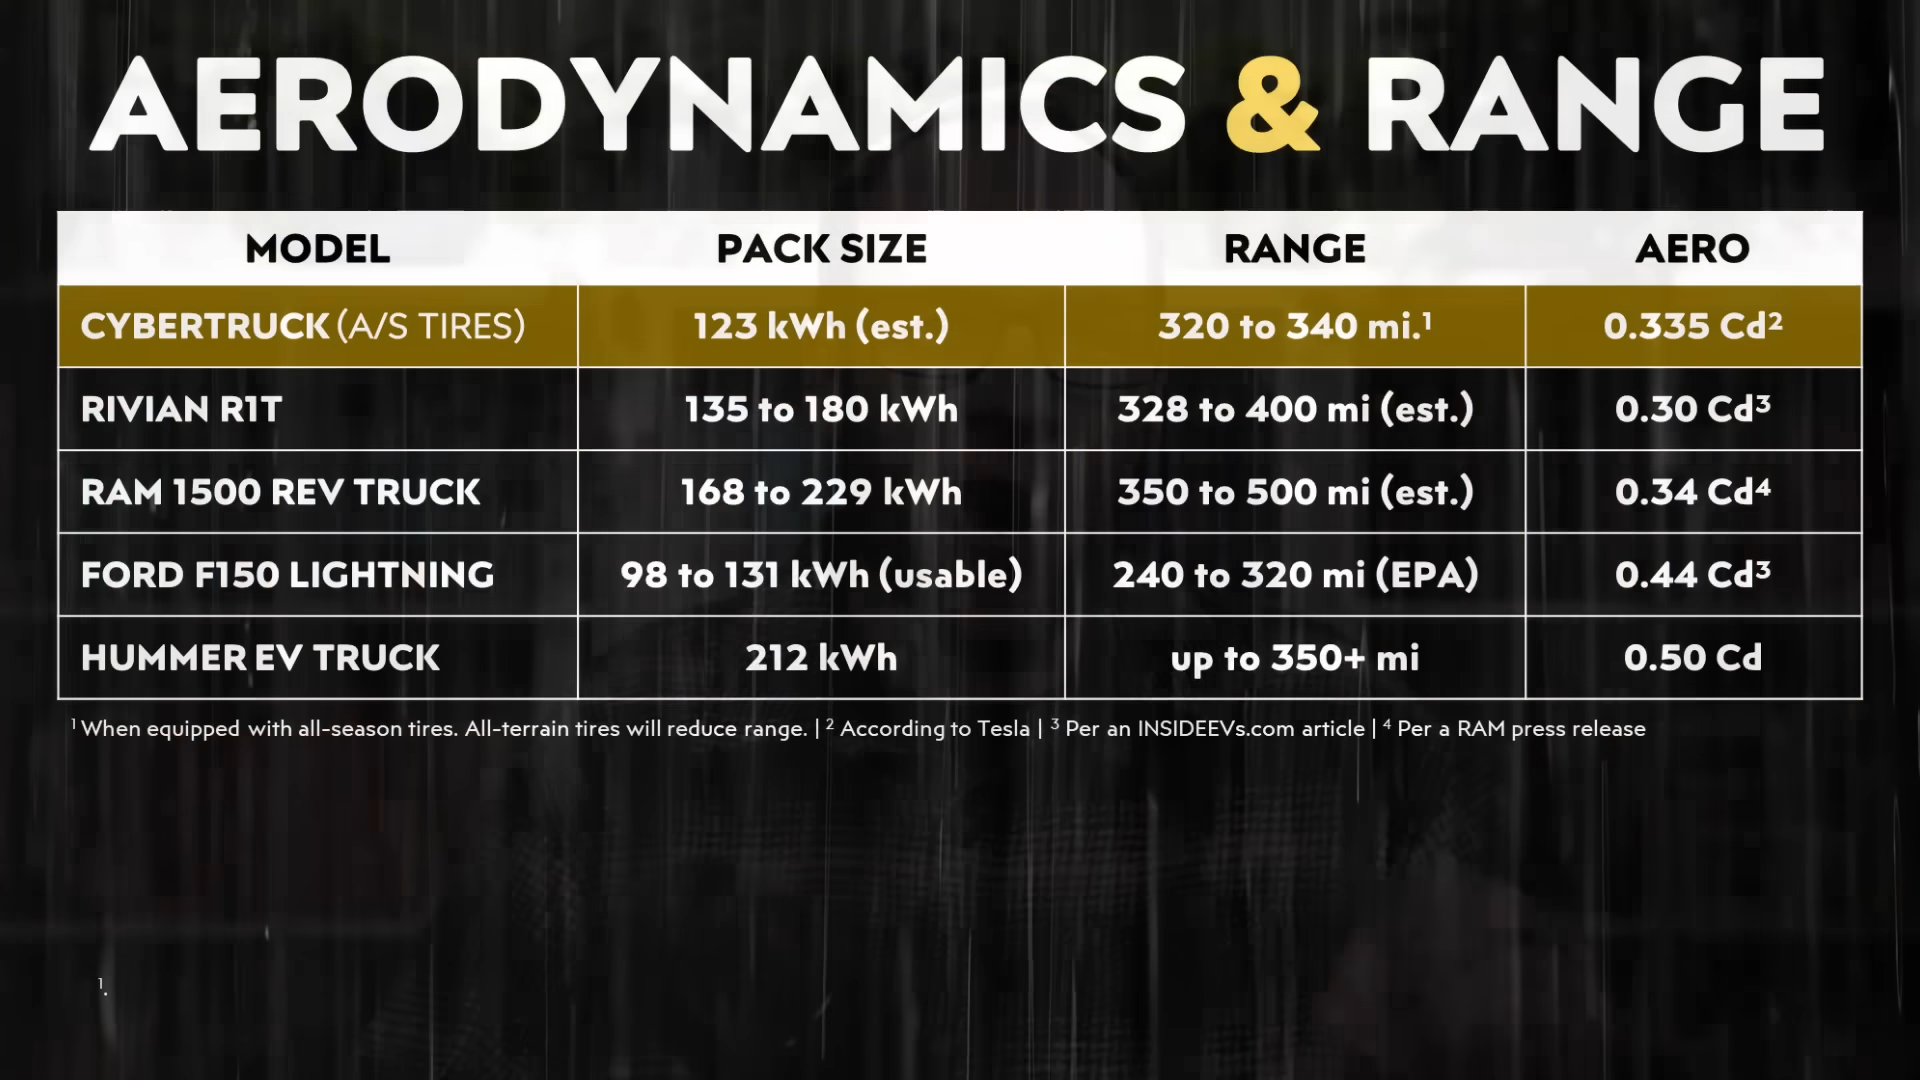 AERODYNAMICS & RANGE
MODEL PACK SIZE RANGE AERO
CYBERTRUCK (A/S TIRES) 123 kWh (est.) 320 to 340 mi.¹ 0.335 Cd²
RIVIAN R1T 135 to 180 kWh 328 to 400 mi (est.) 0.30 Cd³
RAM 1500 REV TRUCK 168 to 229 kWh 350 to 500 mi (est.) 0.34 Cd⁴
FORD F150 LIGHTNING 98 to 131 kWh (usable) 240 to 320 mi (EPA) 0.44 Cd³
HUMMER EV TRUCK 212 kWh up to 350+ mi 0.50 Cd
¹ When equipped with all-season tires. All-terrain tires will reduce range. | ² According to Tesla | ³ Per an INSIDEEVs.com article | ⁴ Per a RAM press release
¹.